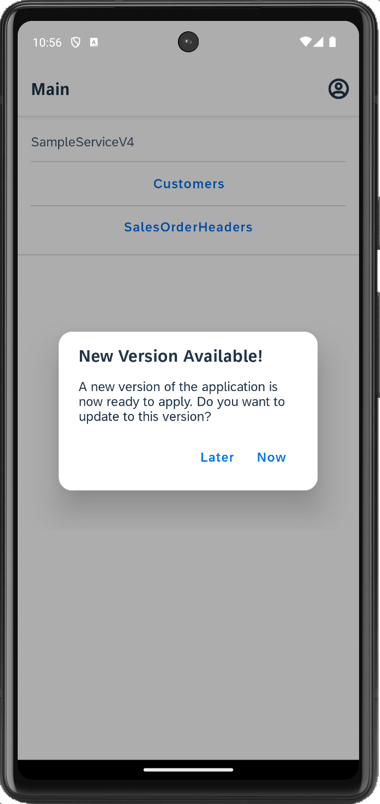 10:56
Main
SampleServiceV4
Customers
SalesOrderHeaders
New Version Available!
A new version of the application is
now ready to apply. Do you want to
update to this version?
Later Now